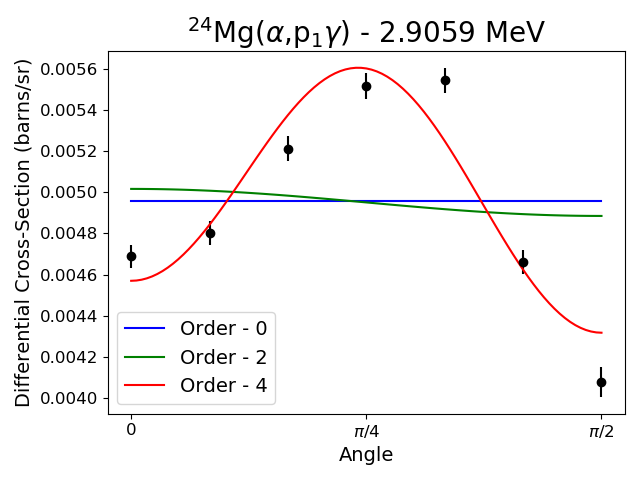 ²⁴Mg(α,p₁γ) - 2.9059 MeV
Differential Cross-Section (barns/sr)
0.0056
0.0054
0.0052
0.0050
0.0048
0.0046
0.0044
0.0042
0.0040
Order - 0
Order - 2
Order - 4
0
π/4
π/2
Angle